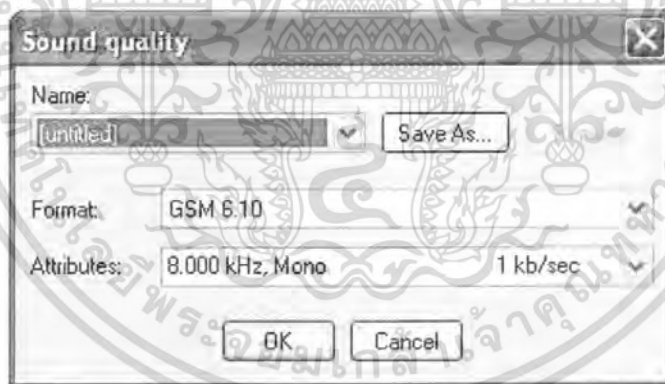 Sound quality
Name:
[untitled]
Save As...
Format:
GSM 6.10
Attributes:
8.000 kHz, Mono
1 kb/sec
OK
Cancel